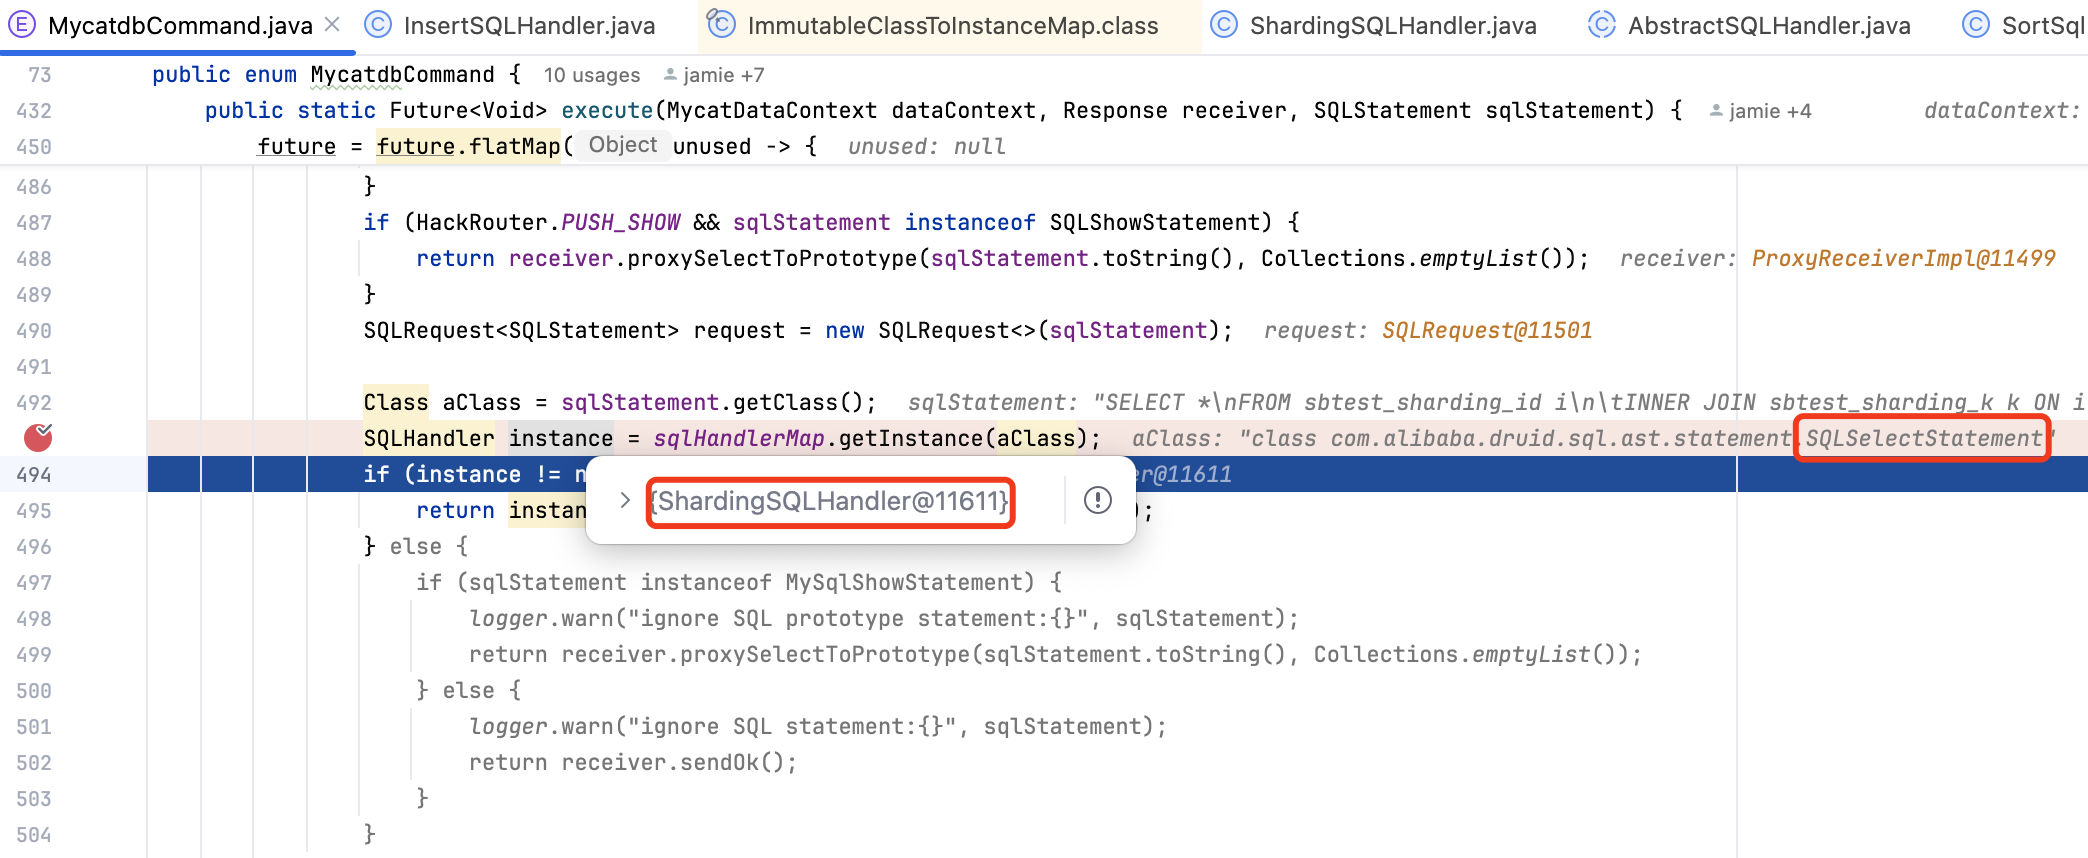 MycatdbCommand.java InsertSQLHandler.java ImmutableClassToInstanceMap.class ShardingSQLHandler.java AbstractSQLHandler.java SortSql
73 public enum MycatdbCommand { 10 usages jamie +7
432 public static Future<Void> execute(MycatDataContext dataContext, Response receiver, SQLStatement sqlStatement) { jamie +4 dataContext:
450 future = future.flatMap( Object unused -> { unused: null
486 }
487 if (HackRouter.PUSH_SHOW && sqlStatement instanceof SQLShowStatement) {
488 return receiver.proxySelectToPrototype(sqlStatement.toString(), Collections.emptyList()); receiver: ProxyReceiverImpl@11499
489 }
490 SQLRequest<SQLStatement> request = new SQLRequest<>(sqlStatement); request: SQLRequest@11501
491
492 Class aClass = sqlStatement.getClass(); sqlStatement: "SELECT *\nFROM sbtest_sharding_id i\n\tINNER JOIN sbtest_sharding_k k ON i
SQLHandler instance = sqlHandlerMap.getInstance(aClass); aClass: "class com.alibaba.druid.sql.ast.statement.SQLSelectStatement"
494 if (instance != n er@11611
{ShardingSQLHandler@11611}
495 return instan );
496 } else {
497 if (sqlStatement instanceof MySqlShowStatement) {
498 logger.warn("ignore SQL prototype statement:{}", sqlStatement);
499 return receiver.proxySelectToPrototype(sqlStatement.toString(), Collections.emptyList());
500 } else {
501 logger.warn("ignore SQL statement:{}", sqlStatement);
502 return receiver.sendOk();
503 }
504 }